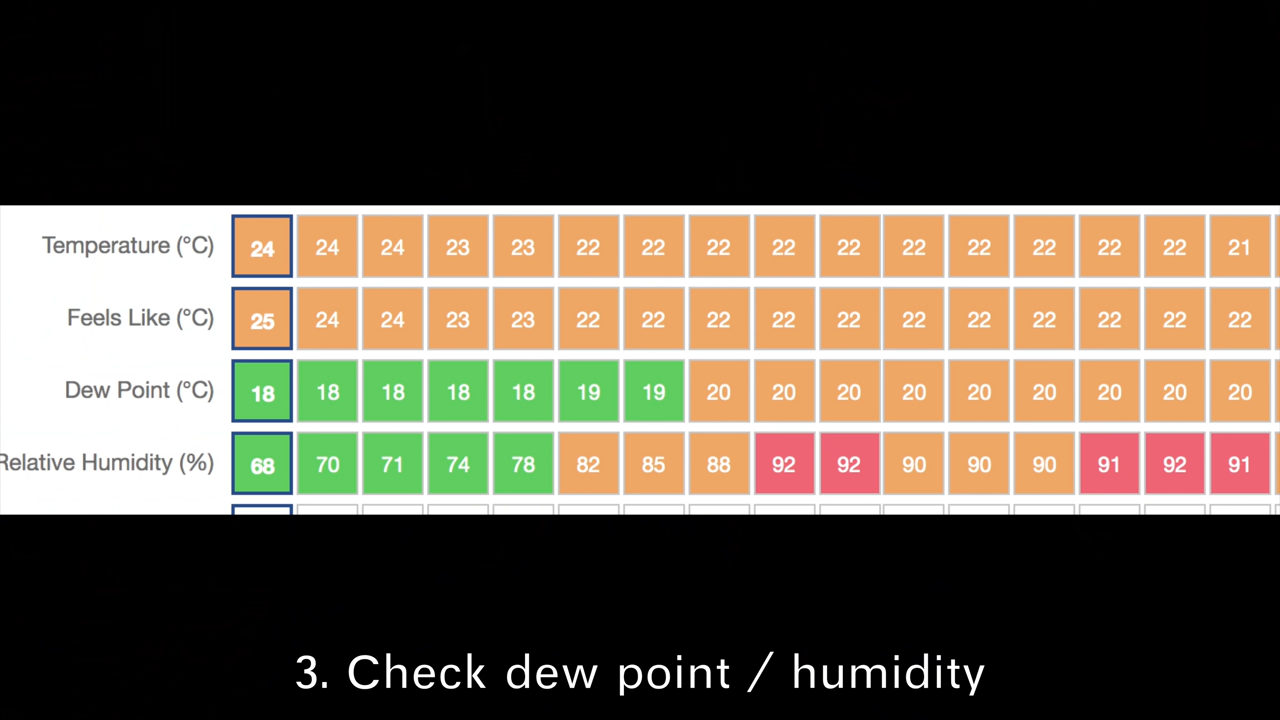 Temperature (°C) 24 24 24 23 23 22 22 22 22 22 22 22 22 22 22 21
Feels Like (°C) 25 24 24 23 23 22 22 22 22 22 22 22 22 22 22 22
Dew Point (°C) 18 18 18 18 18 19 19 20 20 20 20 20 20 20 20 20
Relative Humidity (%) 68 70 71 74 78 82 85 88 92 92 90 90 90 91 92 91
3. Check dew point / humidity